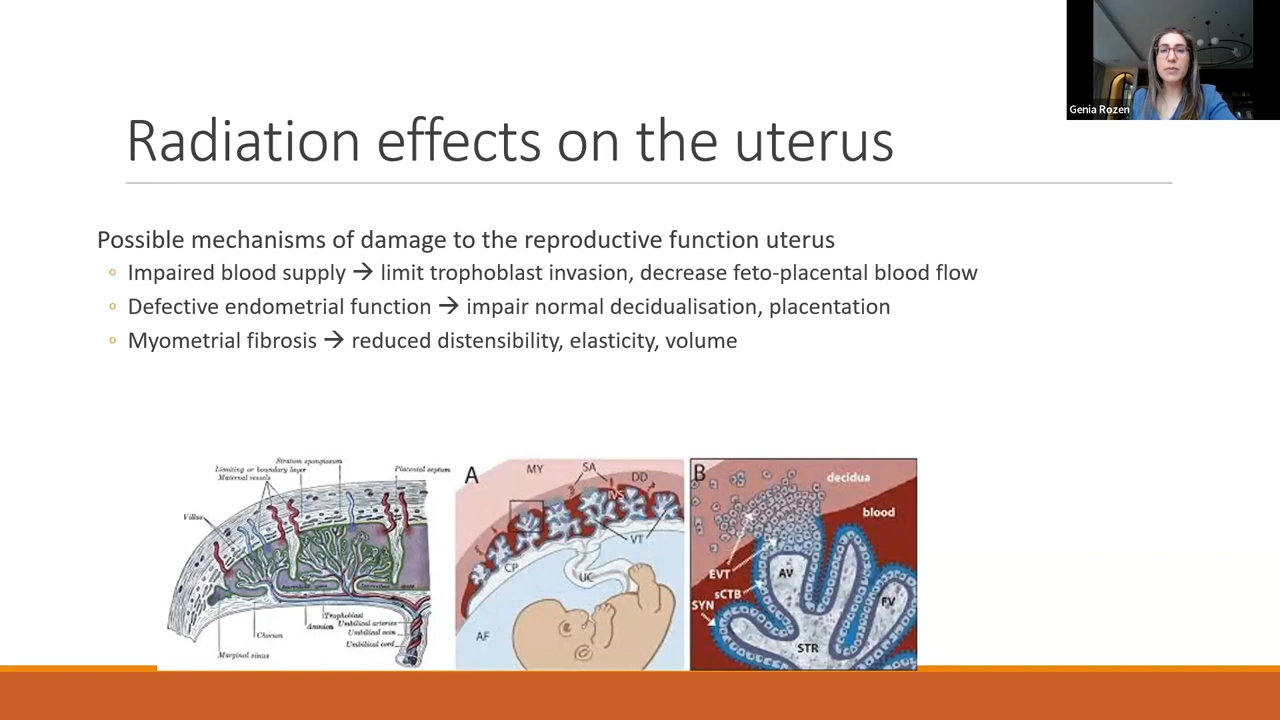 Genia Rozen
Radiation effects on the uterus
Possible mechanisms of damage to the reproductive function uterus
◦ Impaired blood supply → limit trophoblast invasion, decrease feto-placental blood flow
◦ Defective endometrial function → impair normal decidualisation, placentation
◦ Myometrial fibrosis → reduced distensibility, elasticity, volume
Stratum spongiosum
Limiting or boundary layer
Placental septum
Maternal vessels
Villus
Trophoblast
Umbilical arteries
Amnion
Umbilical vein
Chorion
Umbilical cord
Marginal sinus
A
MY
SA
DD
IVS
VT
CP
UC
AF
B
decidua
blood
EVT
AV
sCTB
SYN
FV
STR